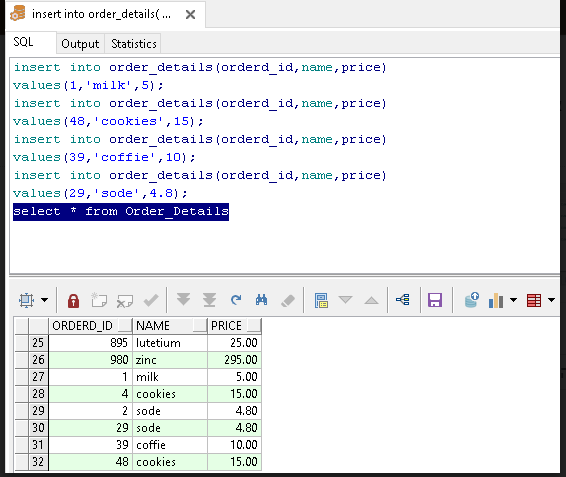 insert into order_details( ...
SQL Output Statistics
insert into order_details(orderd_id,name,price)
values(1,'milk',5);
insert into order_details(orderd_id,name,price)
values(48,'cookies',15);
insert into order_details(orderd_id,name,price)
values(39,'coffie',10);
insert into order_details(orderd_id,name,price)
values(29,'sode',4.8);
select * from Order_Details
ORDERD_ID NAME PRICE
25 895 lutetium 25.00
26 980 zinc 295.00
27 1 milk 5.00
28 4 cookies 15.00
29 2 sode 4.80
30 29 sode 4.80
31 39 coffie 10.00
32 48 cookies 15.00